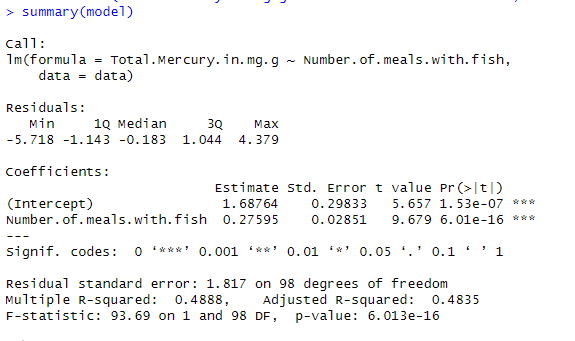 > summary(model)
Call:
lm(formula = Total.Mercury.in.mg.g ~ Number.of.meals.with.fish,
    data = data)
Residuals:
   Min     1Q Median     3Q    Max
-5.718 -1.143 -0.183  1.044  4.379
Coefficients:
                          Estimate Std. Error t value Pr(>|t|)
(Intercept)                1.68764    0.29833   5.657 1.53e-07 ***
Number.of.meals.with.fish  0.27595    0.02851   9.679 6.01e-16 ***
---
Signif. codes:  0 ‘***’ 0.001 ‘**’ 0.01 ‘*’ 0.05 ‘.’ 0.1 ‘ ’ 1
Residual standard error: 1.817 on 98 degrees of freedom
Multiple R-squared:  0.4888,    Adjusted R-squared:  0.4835
F-statistic: 93.69 on 1 and 98 DF,  p-value: 6.013e-16